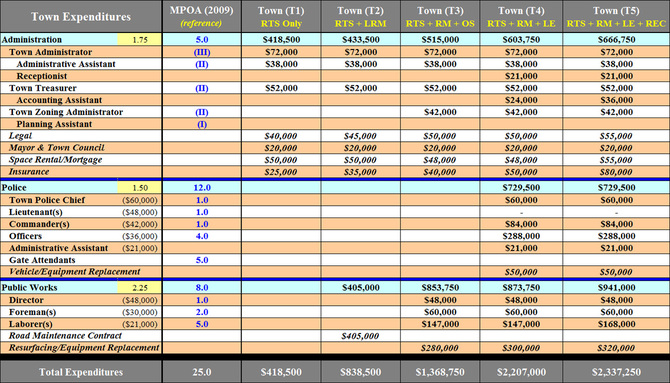 Town Expenditures MPOA (2009) (reference) Town (T1) RTS Only Town (T2) RTS + LRM Town (T3) RTS + RM + OS Town (T4) RTS + RM + LE Town (T5) RTS + RM + LE + REC
Administration 1.75 5.0 $418,500 $433,500 $515,000 $603,750 $666,750
Town Administrator (III) $72,000 $72,000 $72,000 $72,000 $72,000
Administrative Assistant (II) $38,000 $38,000 $38,000 $38,000 $38,000
Receptionist $21,000 $21,000
Town Treasurer (II) $52,000 $52,000 $52,000 $52,000 $52,000
Accounting Assistant $24,000 $36,000
Town Zoning Administrator (II) $42,000 $42,000 $42,000
Planning Assistant (I)
Legal $40,000 $45,000 $50,000 $50,000 $55,000
Mayor & Town Council $20,000 $20,000 $20,000 $20,000 $20,000
Space Rental/Mortgage $50,000 $50,000 $48,000 $48,000 $55,000
Insurance $25,000 $35,000 $40,000 $50,000 $80,000
Police 1.50 12.0 $729,500 $729,500
Town Police Chief ($60,000) 1.0 $60,000 $60,000
Lieutenant(s) ($48,000) 1.0 - -
Commander(s) ($42,000) 1.0 $84,000 $84,000
Officers ($36,000) 4.0 $288,000 $288,000
Administrative Assistant ($21,000) $21,000 $21,000
Gate Attendants 5.0
Vehicle/Equipment Replacement $50,000 $50,000
Public Works 2.25 8.0 $405,000 $853,750 $873,750 $941,000
Director ($48,000) 1.0 $48,000 $48,000 $48,000
Foreman(s) ($30,000) 2.0 $60,000 $60,000 $60,000
Laborer(s) ($21,000) 5.0 $147,000 $147,000 $168,000
Road Maintenance Contract $405,000
Resurfacing/Equipment Replacement $280,000 $300,000 $320,000
Total Expenditures 25.0 $418,500 $838,500 $1,368,750 $2,207,000 $2,337,250